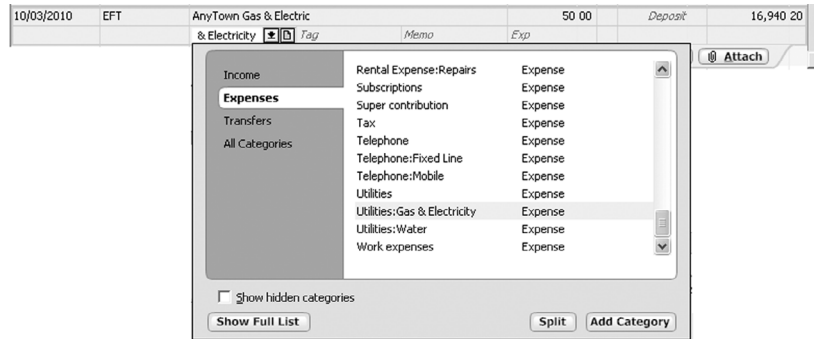 10/03/2010 EFT AnyTown Gas & Electric 50 00 Deposit 16,940 20
& Electricity Tag Memo Exp
Attach
Income
Expenses
Transfers
All Categories
Rental Expense:Repairs Expense
Subscriptions Expense
Super contribution Expense
Tax Expense
Telephone Expense
Telephone:Fixed Line Expense
Telephone:Mobile Expense
Utilities Expense
Utilities:Gas & Electricity Expense
Utilities:Water Expense
Work expenses Expense
Show hidden categories
Show Full List Split Add Category